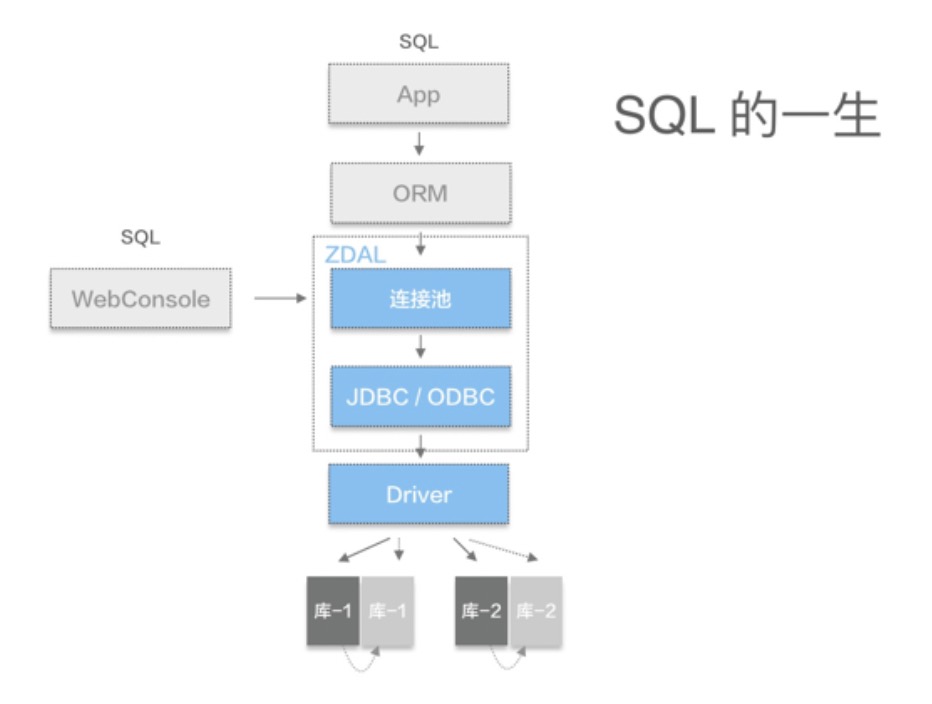 SQL
App
SQL 的一生
ORM
SQL
WebConsole
ZDAL
连接池
JDBC / ODBC
Driver
库-1
库-1
库-2
库-2